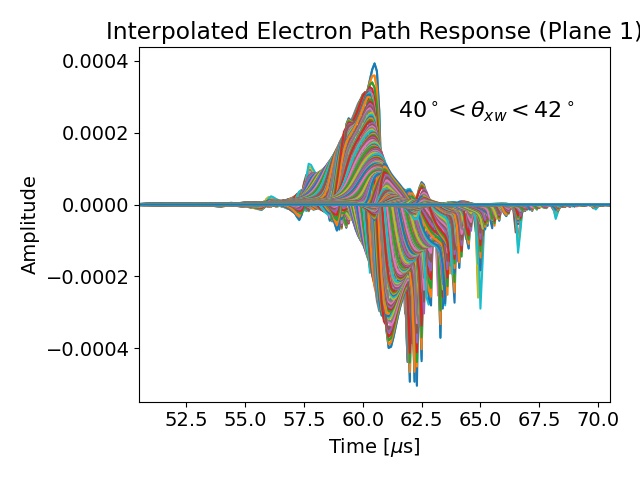 Interpolated Electron Path Response (Plane 1)
0.0004
40° < θxw < 42°
0.0002
0.0000
Amplitude
−0.0002
−0.0004
52.5 55.0 57.5 60.0 62.5 65.0 67.5 70.0
Time [μs]